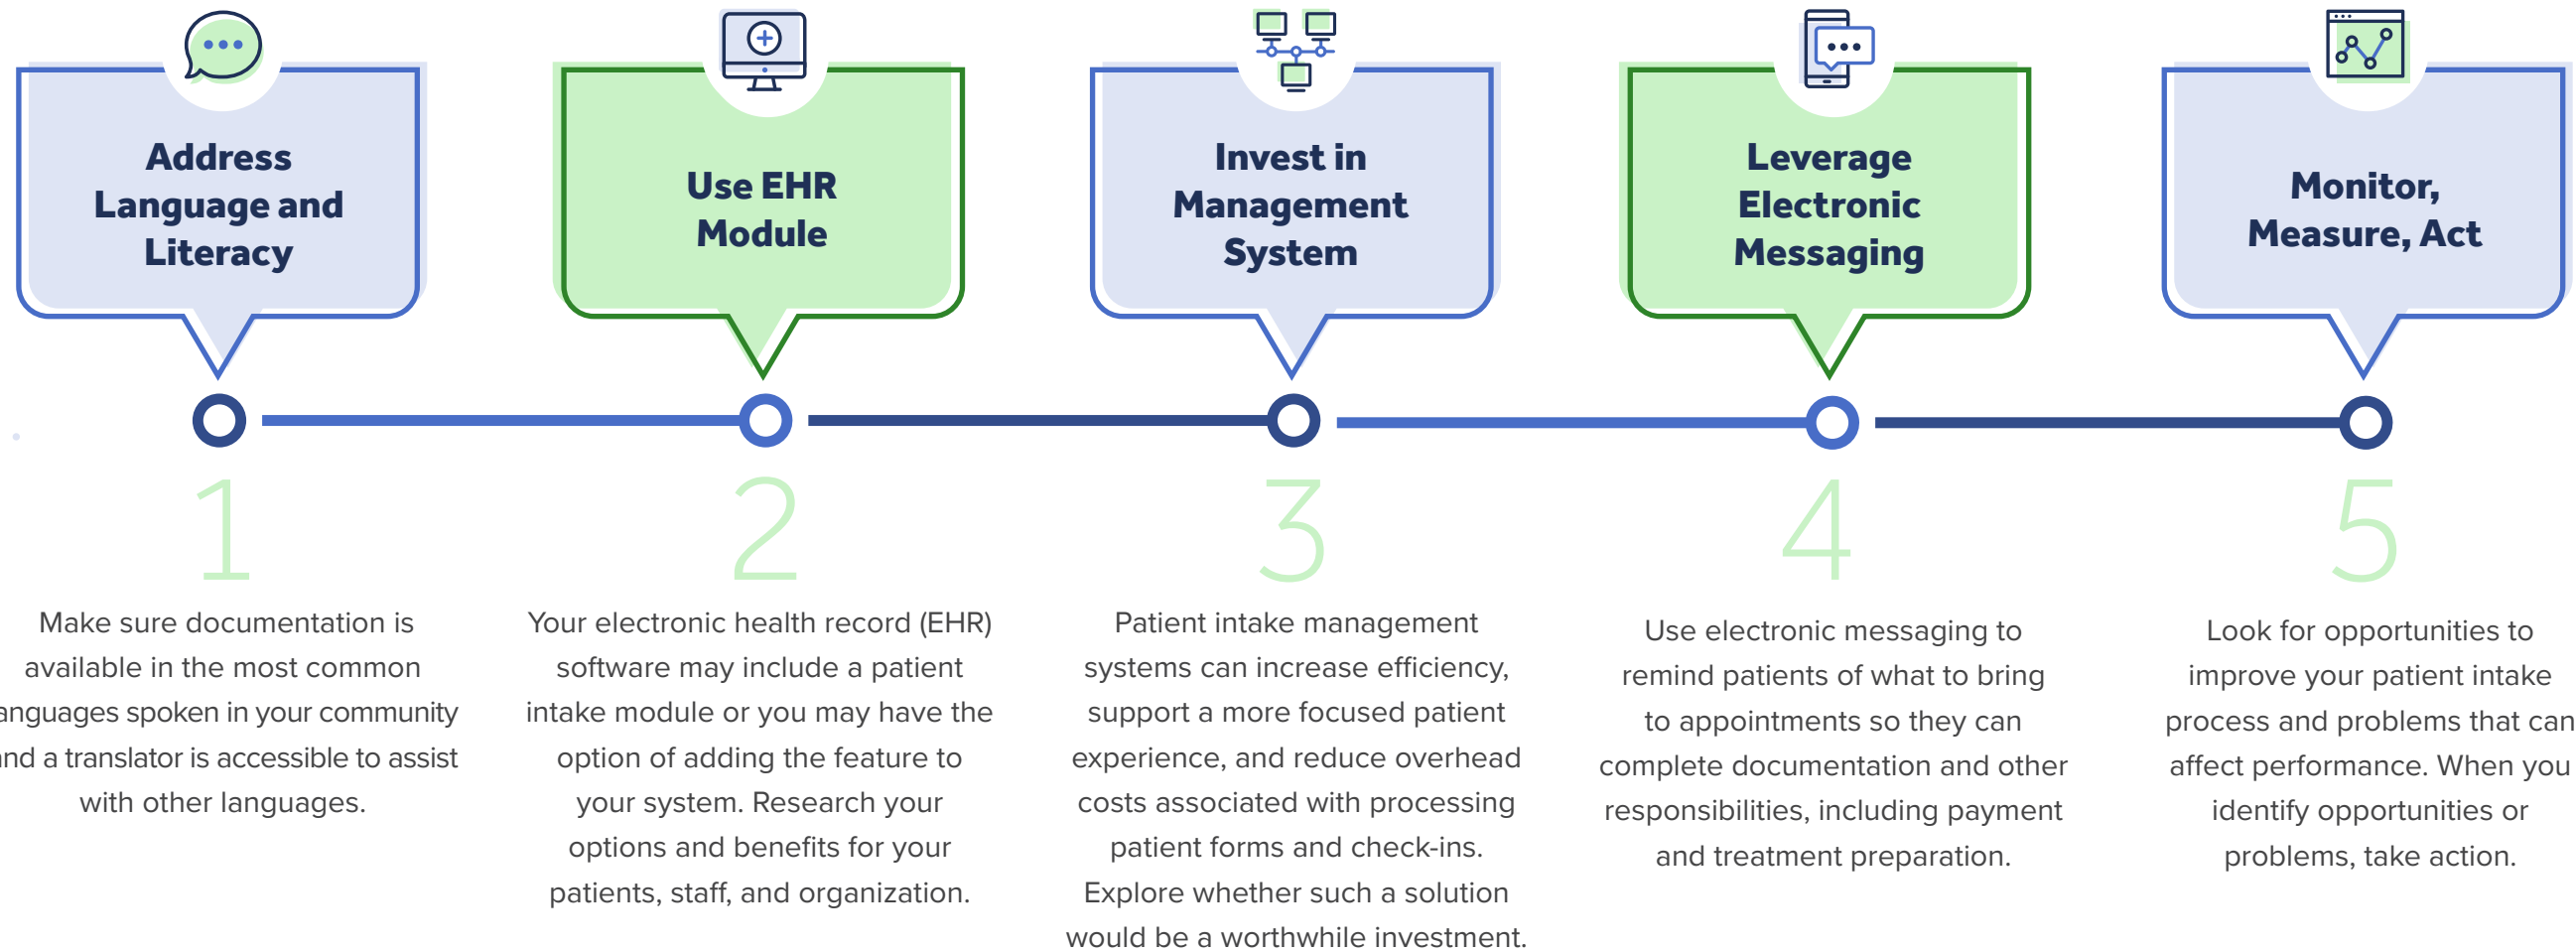 Address
Language and
Literacy
Use EHR
Module
Invest in
Management
System
Leverage
Electronic
Messaging
Monitor,
Measure, Act
1
Make sure documentation is
available in the most common
anguages spoken in your community
nd a translator is accessible to assist
with other languages.
2
Your electronic health record (EHR)
software may include a patient
intake module or you may have the
option of adding the feature to
your system. Research your
options and benefits for your
patients, staff, and organization.
3
Patient intake management
systems can increase efficiency,
support a more focused patient
experience, and reduce overhead
costs associated with processing
patient forms and check-ins.
Explore whether such a solution
would be a worthwhile investment.
4
Use electronic messaging to
remind patients of what to bring
to appointments so they can
complete documentation and other
responsibilities, including payment
and treatment preparation.
5
Look for opportunities to
improve your patient intake
process and problems that can
affect performance. When you
identify opportunities or
problems, take action.